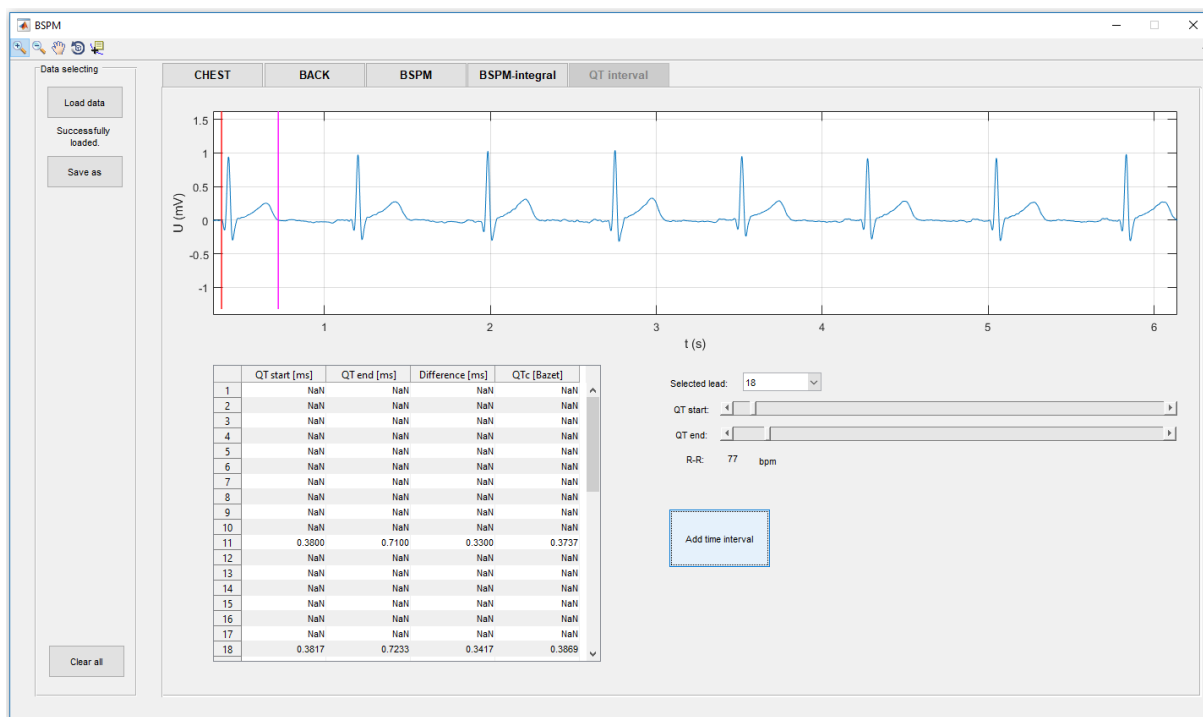 BSPM
Data selecting
Load data
Successfully
loaded.
Save as
Clear all
CHEST BACK BSPM BSPM-integral QT interval
1.5
1
0.5
0
-0.5
-1
U (mV)
1 2 3 4 5 6
t (s)
QT start [ms] QT end [ms] Difference [ms] QTc [Bazet]
1 NaN NaN NaN NaN
2 NaN NaN NaN NaN
3 NaN NaN NaN NaN
4 NaN NaN NaN NaN
5 NaN NaN NaN NaN
6 NaN NaN NaN NaN
7 NaN NaN NaN NaN
8 NaN NaN NaN NaN
9 NaN NaN NaN NaN
10 NaN NaN NaN NaN
11 0.3800 0.7100 0.3300 0.3737
12 NaN NaN NaN NaN
13 NaN NaN NaN NaN
14 NaN NaN NaN NaN
15 NaN NaN NaN NaN
16 NaN NaN NaN NaN
17 NaN NaN NaN NaN
18 0.3817 0.7233 0.3417 0.3869
Selected lead: 18
QT start:
QT end:
R-R: 77 bpm
Add time interval